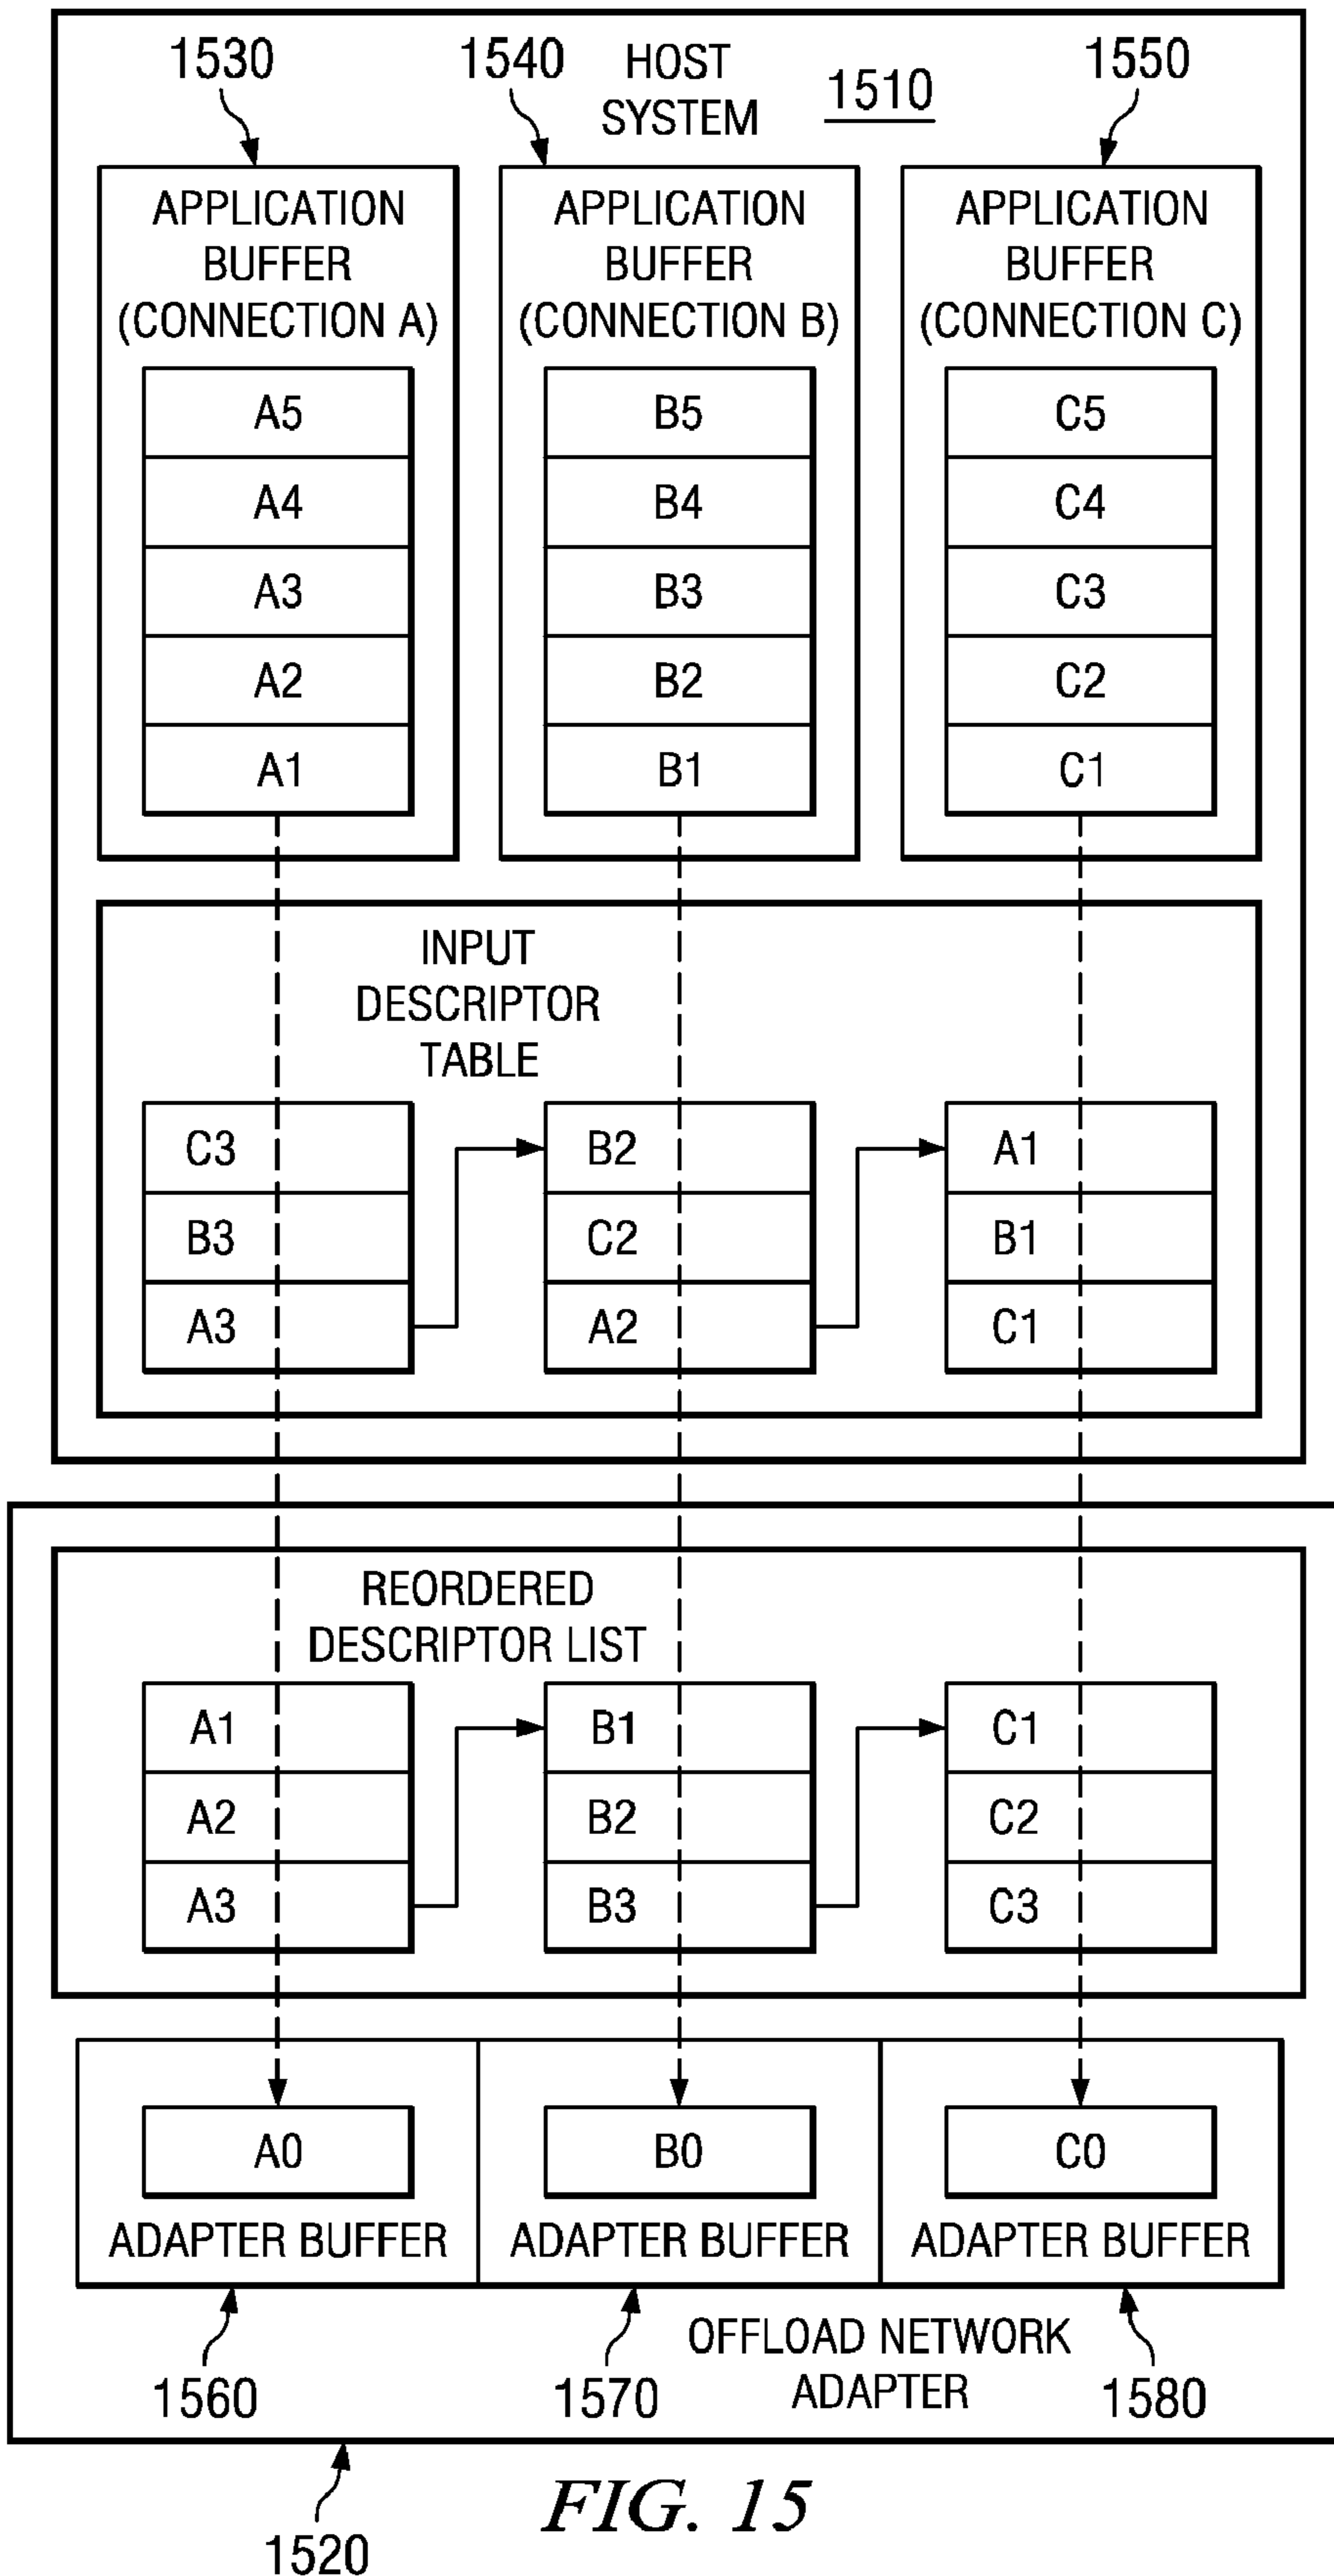 1530
1540
HOST
SYSTEM
1510
1550
APPLICATION
BUFFER
(CONNECTION A)
A5
A4
A3
A2
A1
APPLICATION
BUFFER
(CONNECTION B)
B5
B4
B3
B2
B1
APPLICATION
BUFFER
(CONNECTION C)
C5
C4
C3
C2
C1
INPUT
DESCRIPTOR
TABLE
C3
B3
A3
B2
C2
A2
A1
B1
C1
REORDERED
DESCRIPTOR LIST
A1
A2
A3
B1
B2
B3
C1
C2
C3
A0
ADAPTER BUFFER
B0
ADAPTER BUFFER
C0
ADAPTER BUFFER
1560
1570
OFFLOAD NETWORK
ADAPTER
1580
1520
FIG. 15